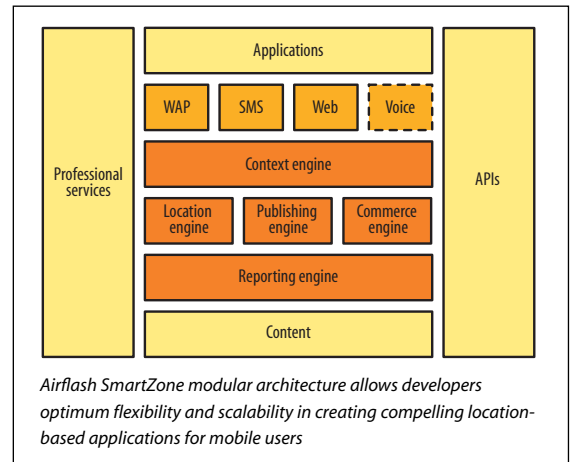 Applications
WAP SMS Web Voice
Professional
services
Context engine
APIs
Location
engine
Publishing
engine
Commerce
engine
Reporting engine
Content
Airflash SmartZone modular architecture allows developers
optimum flexibility and scalability in creating compelling location-
based applications for mobile users